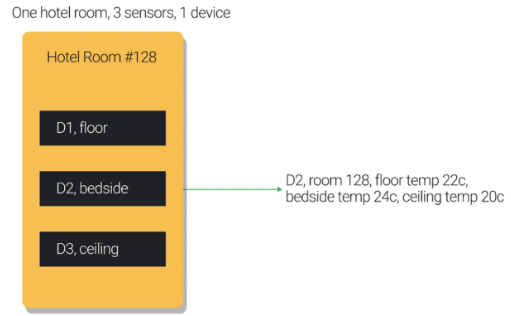 One hotel room, 3 sensors, 1 device
Hotel Room #128
D1, floor
D2, bedside
D3, ceiling
D2, room 128, floor temp 22c,
bedside temp 24c, ceiling temp 20c